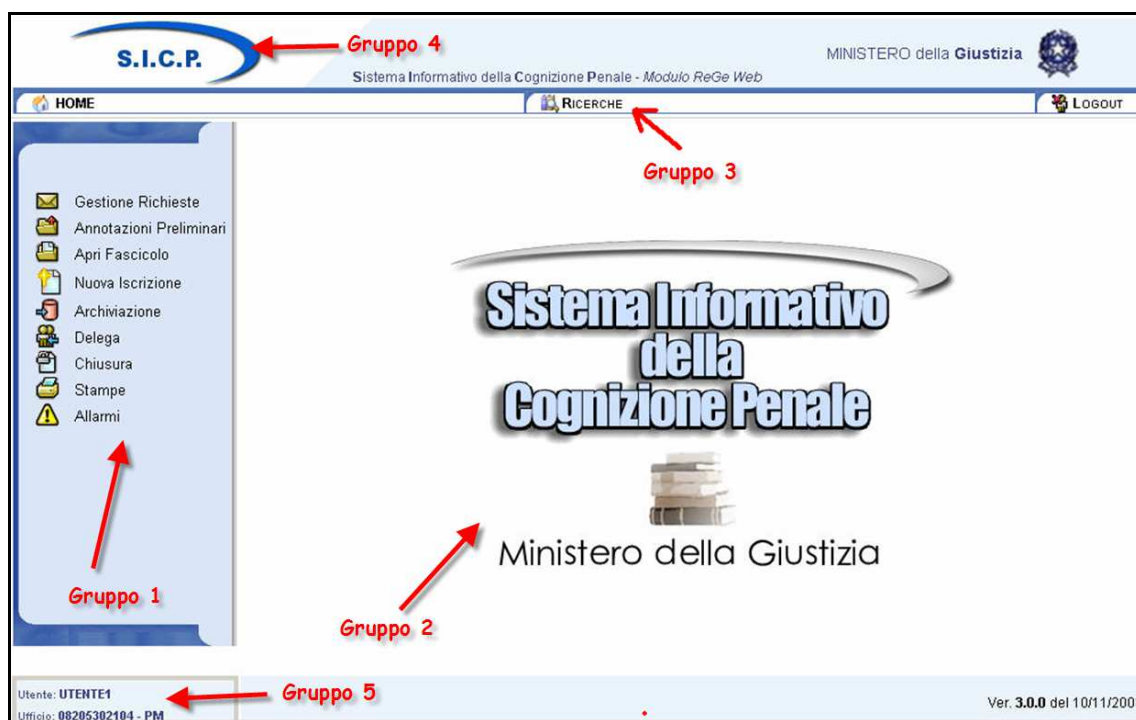 S.I.C.P.
Gruppo 4
MINISTERO della Giustizia
Sistema Informativo della Cognizione Penale - Modulo ReGe Web
HOME
RICERCHE
LOGOUT
Gruppo 3
Gestione Richieste
Annotazioni Preliminari
Apri Fascicolo
Nuova Iscrizione
Archiviazione
Delega
Chiusura
Stampe
Allarmi
Sistema Informativo
della
Cognizione Penale
Ministero della Giustizia
Gruppo 1
Gruppo 2
Utente: UTENTE1
Gruppo 5
Ufficio: 08205302104 - PM
Ver. 3.0.0 del 10/11/200